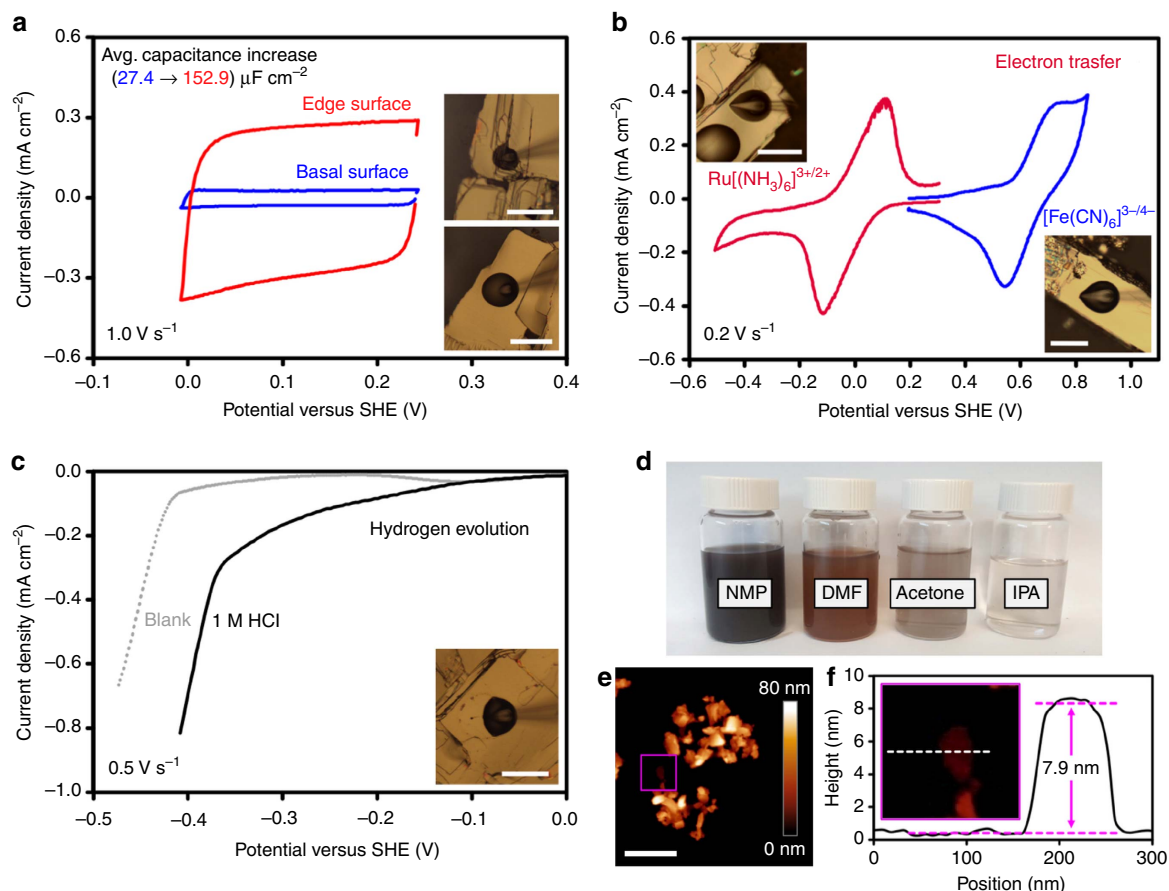 a
0.6
0.3
0.0
–0.3
–0.6
Current density (mA cm–2)
Avg. capacitance increase
(27.4 → 152.9) μF cm–2
Edge surface
Basal surface
1.0 V s–1
–0.1
0.0
0.1
0.2
0.3
0.4
Potential versus SHE (V)
b
0.6
0.4
0.2
0.0
–0.2
–0.4
–0.6
Current density (mA cm–2)
Electron trasfer
Ru[(NH3)6]3+/2+
[Fe(CN)6]3–/4–
0.2 V s–1
–0.6
–0.4
–0.2
0.0
0.2
0.4
0.6
0.8
1.0
Potential versus SHE (V)
c
0.0
–0.2
–0.4
–0.6
–0.8
–1.0
Current density (mA cm–2)
Hydrogen evolution
Blank
1 M HCl
0.5 V s–1
–0.5
–0.4
–0.3
–0.2
–0.1
0.0
Potential versus SHE (V)
d
NMP
DMF
Acetone
IPA
e
80 nm
0 nm
f
10
8
6
4
2
0
Height (nm)
7.9 nm
0
100
200
300
Position (nm)